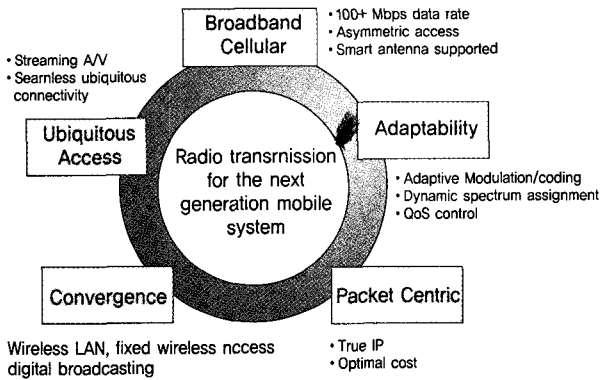 Broadband
Cellular
• 100+ Mbps data rate
• Asymmetric access
• Smart antenna supported
• Streaming A/V
• Searnless ubiquitous
connectivity
Ubiquitous
Access
Adaptability
Radio transrnission
for the next
generation mobile
system
• Adaptive Modulation/coding
• Dynamic spectrum assignment
• QoS control
Convergence
Packet Centric
Wireless LAN, fixed wireless nccess
digital broadcasting
• True IP
• Optimal cost